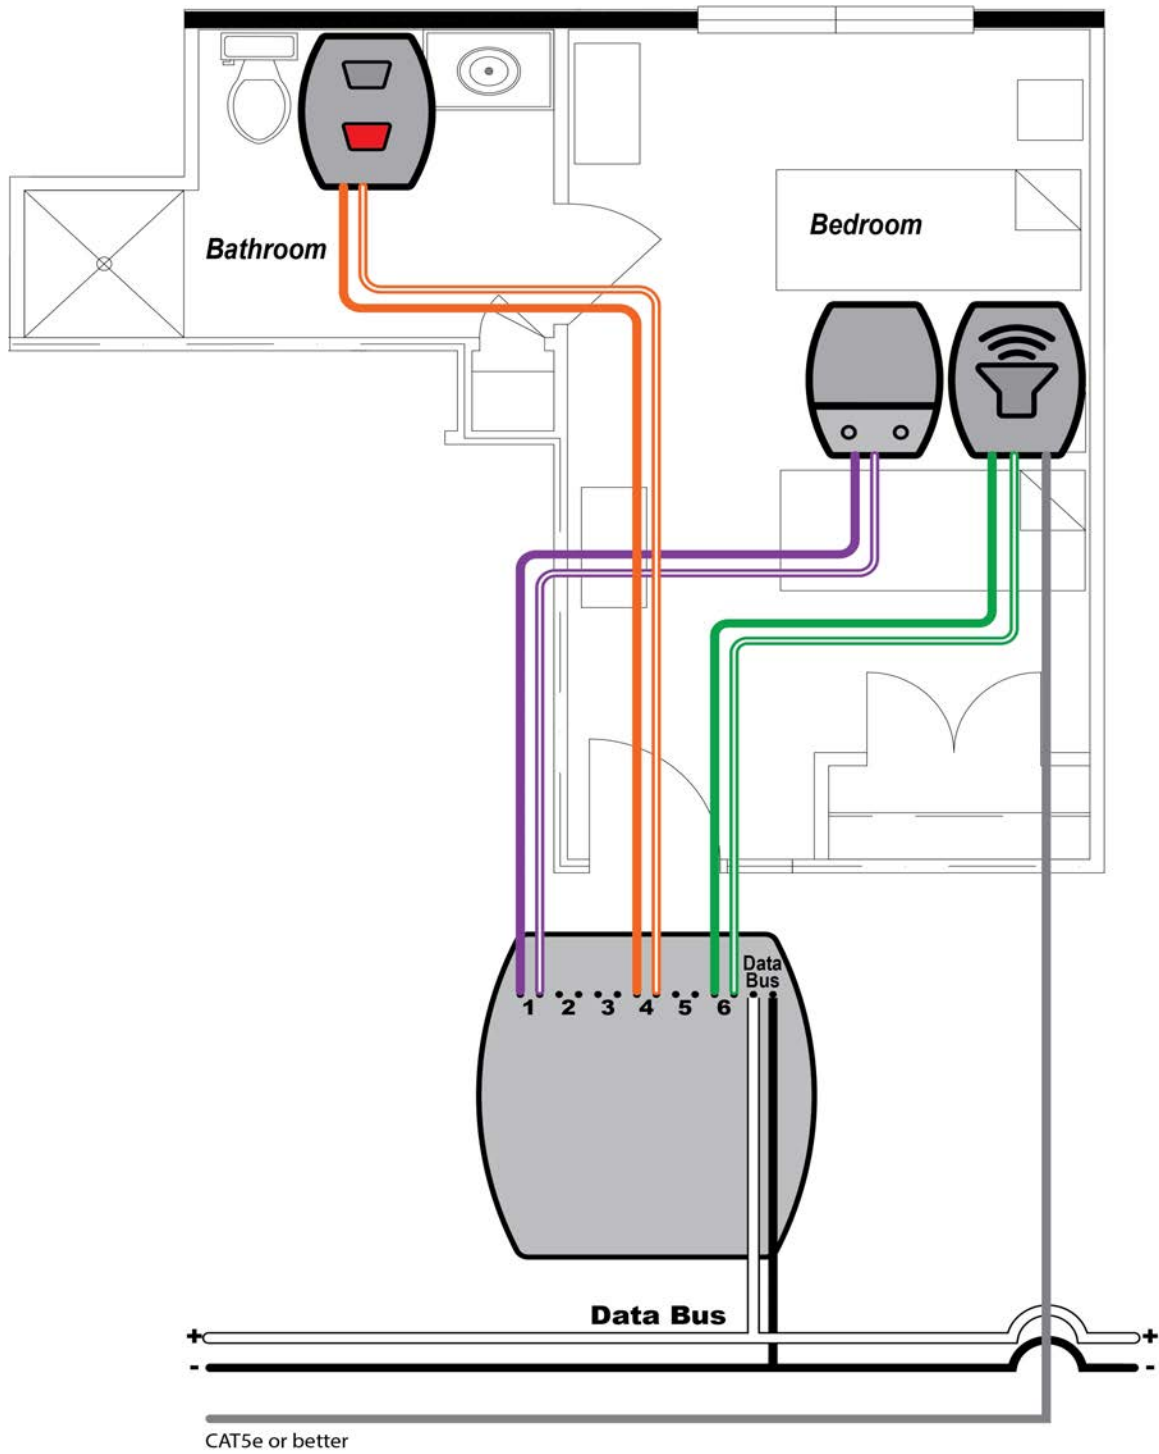 Bathroom
Bedroom
Data
Bus
1 2 3 4 5 6
Data Bus
+ +
- -
CAT5e or better